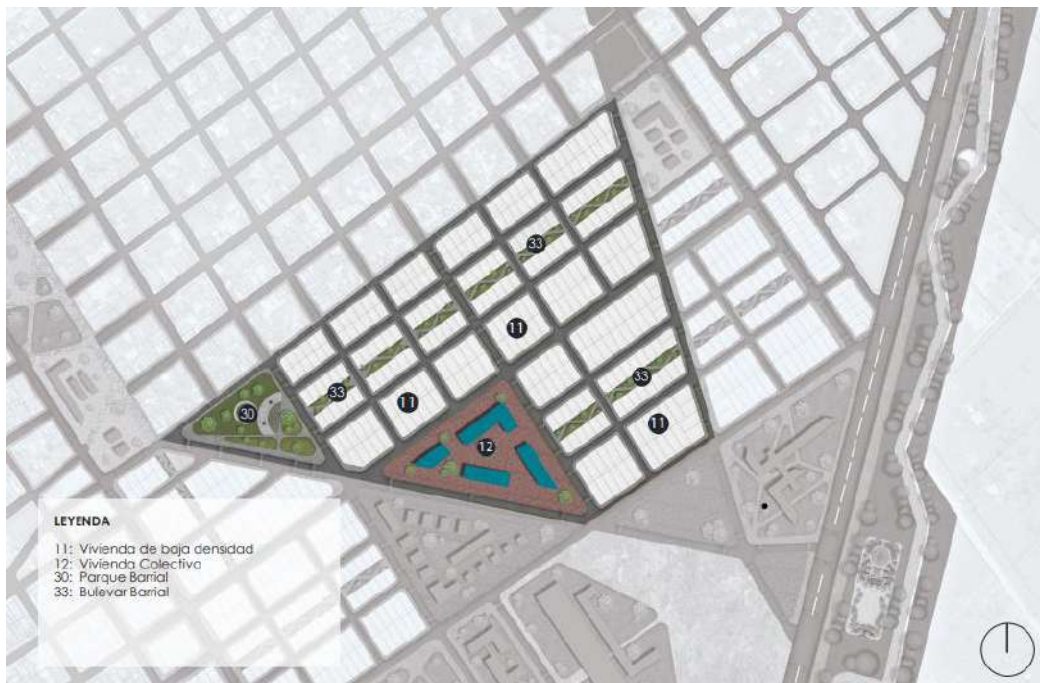 33
11
33
33
11
30
11
12
LEYENDA
11: Vivienda de baja densidad
12: Vivienda Colectiva
30: Parque Barrial
33: Bulevar Barrial